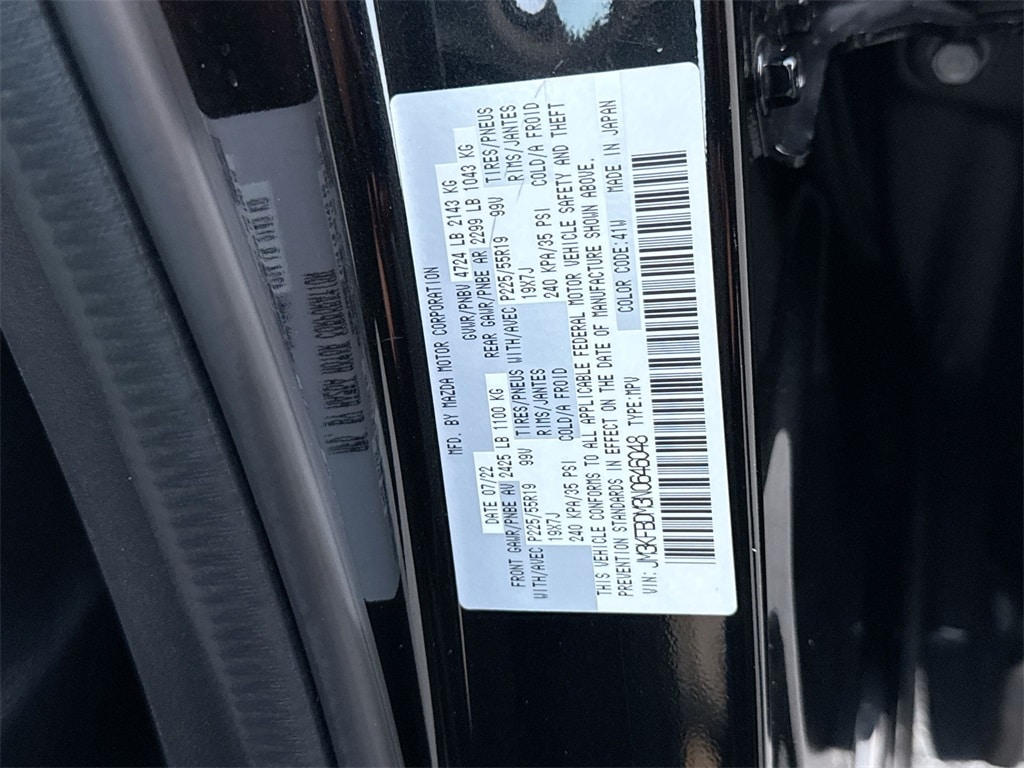 MFD. BY MAZDA MOTOR CORPORATION
DATE 07/22 GVWR/PNBV 4724 LB 2143 KG
FRONT GAWR/PNBE AV 2425 LB 1100 KG REAR GAWR/PNBE AR 2299 LB 1043 KG
WITH/AVEC P225/55R19 99V TIRES/PNEUS WITH/AVEC P225/55R19 99V TIRES/PNEUS
19X7J RIMS/JANTES 19X7J RIMS/JANTES
240 KPA/35 PSI COLD/A FROID 240 KPA/35 PSI COLD/A FROID
THIS VEHICLE CONFORMS TO ALL APPLICABLE FEDERAL MOTOR VEHICLE SAFETY AND THEFT
PREVENTION STANDARDS IN EFFECT ON THE DATE OF MANUFACTURE SHOWN ABOVE.
COLOR CODE:41W MADE IN JAPAN
VIN: JM3KFBDM3N0646048 TYPE:MPV